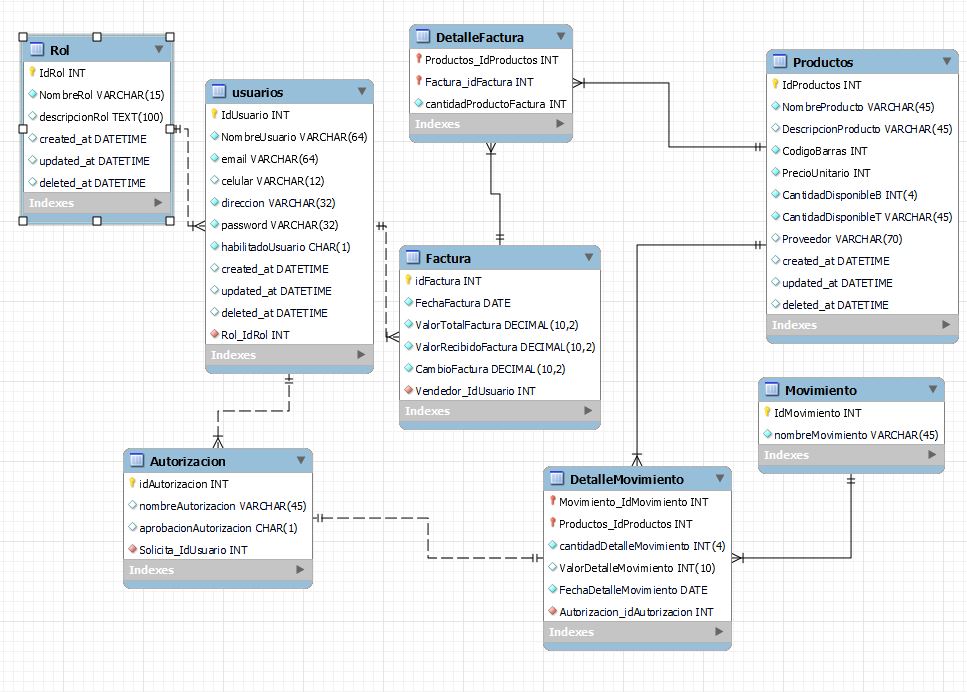 Rol
IdRol INT
NombreRol VARCHAR(15)
descripcionRol TEXT(100)
created_at DATETIME
updated_at DATETIME
deleted_at DATETIME
Indexes
usuarios
IdUsuario INT
NombreUsuario VARCHAR(64)
email VARCHAR(64)
celular VARCHAR(12)
direccion VARCHAR(32)
password VARCHAR(32)
habilitadoUsuario CHAR(1)
created_at DATETIME
updated_at DATETIME
deleted_at DATETIME
Rol_IdRol INT
Indexes
DetalleFactura
Productos_IdProductos INT
Factura_idFactura INT
cantidadProductoFactura INT
Indexes
Productos
IdProductos INT
NombreProducto VARCHAR(45)
DescripcionProducto VARCHAR(45)
CodigoBarras INT
PrecioUnitario INT
CantidadDisponibleB INT(4)
CantidadDisponibleT VARCHAR(45)
Proveedor VARCHAR(70)
created_at DATETIME
updated_at DATETIME
deleted_at DATETIME
Indexes
Factura
idFactura INT
FechaFactura DATE
ValorTotalFactura DECIMAL(10,2)
ValorRecibidoFactura DECIMAL(10,2)
CambioFactura DECIMAL(10,2)
Vendedor_IdUsuario INT
Indexes
Movimiento
IdMovimiento INT
nombreMovimiento VARCHAR(45)
Indexes
Autorizacion
idAutorizacion INT
nombreAutorizacion VARCHAR(45)
aprobacionAutorizacion CHAR(1)
Solicita_IdUsuario INT
Indexes
DetalleMovimiento
Movimiento_IdMovimiento INT
Productos_IdProductos INT
cantidadDetalleMovimiento INT(4)
ValorDetalleMovimiento INT(10)
FechaDetalleMovimiento DATE
Autorizacion_idAutorizacion INT
Indexes